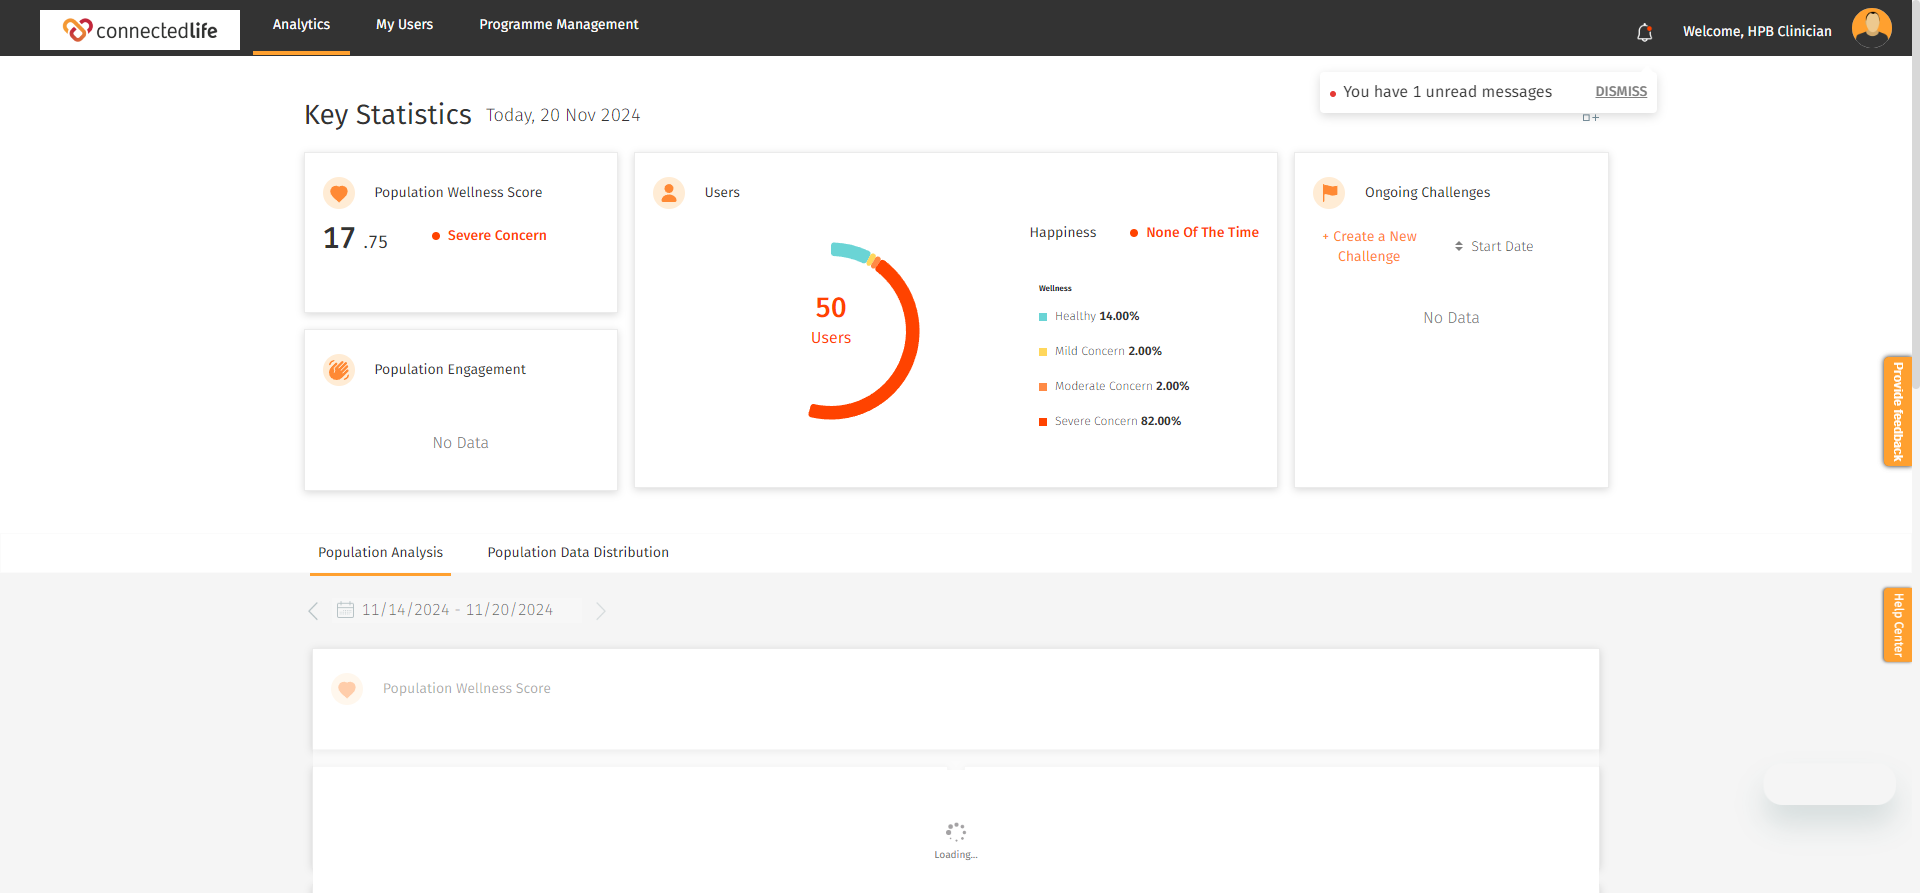 connectedlife
Analytics
My Users
Programme Management
Welcome, HPB Clinician
You have 1 unread messages
DISMISS
Key Statistics
Today, 20 Nov 2024
Population Wellness Score
17 .75
Severe Concern
Population Engagement
No Data
Users
50
Users
Happiness
None Of The Time
Wellness
Healthy 14.00%
Mild Concern 2.00%
Moderate Concern 2.00%
Severe Concern 82.00%
Ongoing Challenges
+ Create a New
Challenge
Start Date
No Data
Provide feedback
Population Analysis
Population Data Distribution
11/14/2024 - 11/20/2024
Help Center
Population Wellness Score
Loading...